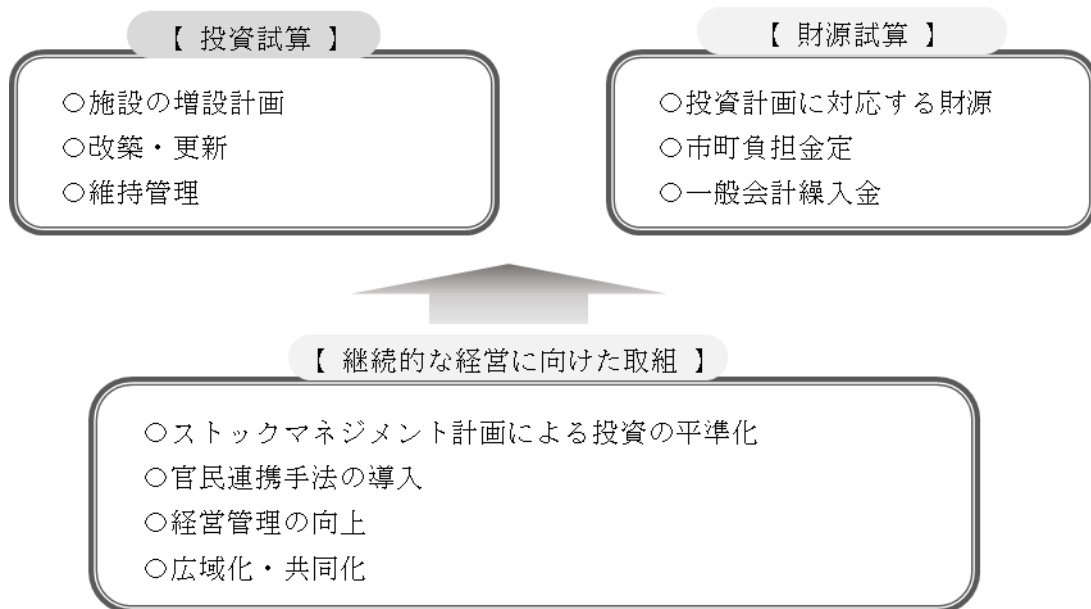 【 投資試算 】
○施設の増設計画
○改築・更新
○維持管理
【 財源試算 】
○投資計画に対応する財源
○市町負担金定
○一般会計繰入金
【 継続的な経営に向けた取組 】
○ストックマネジメント計画による投資の平準化
○官民連携手法の導入
○経営管理の向上
○広域化・共同化